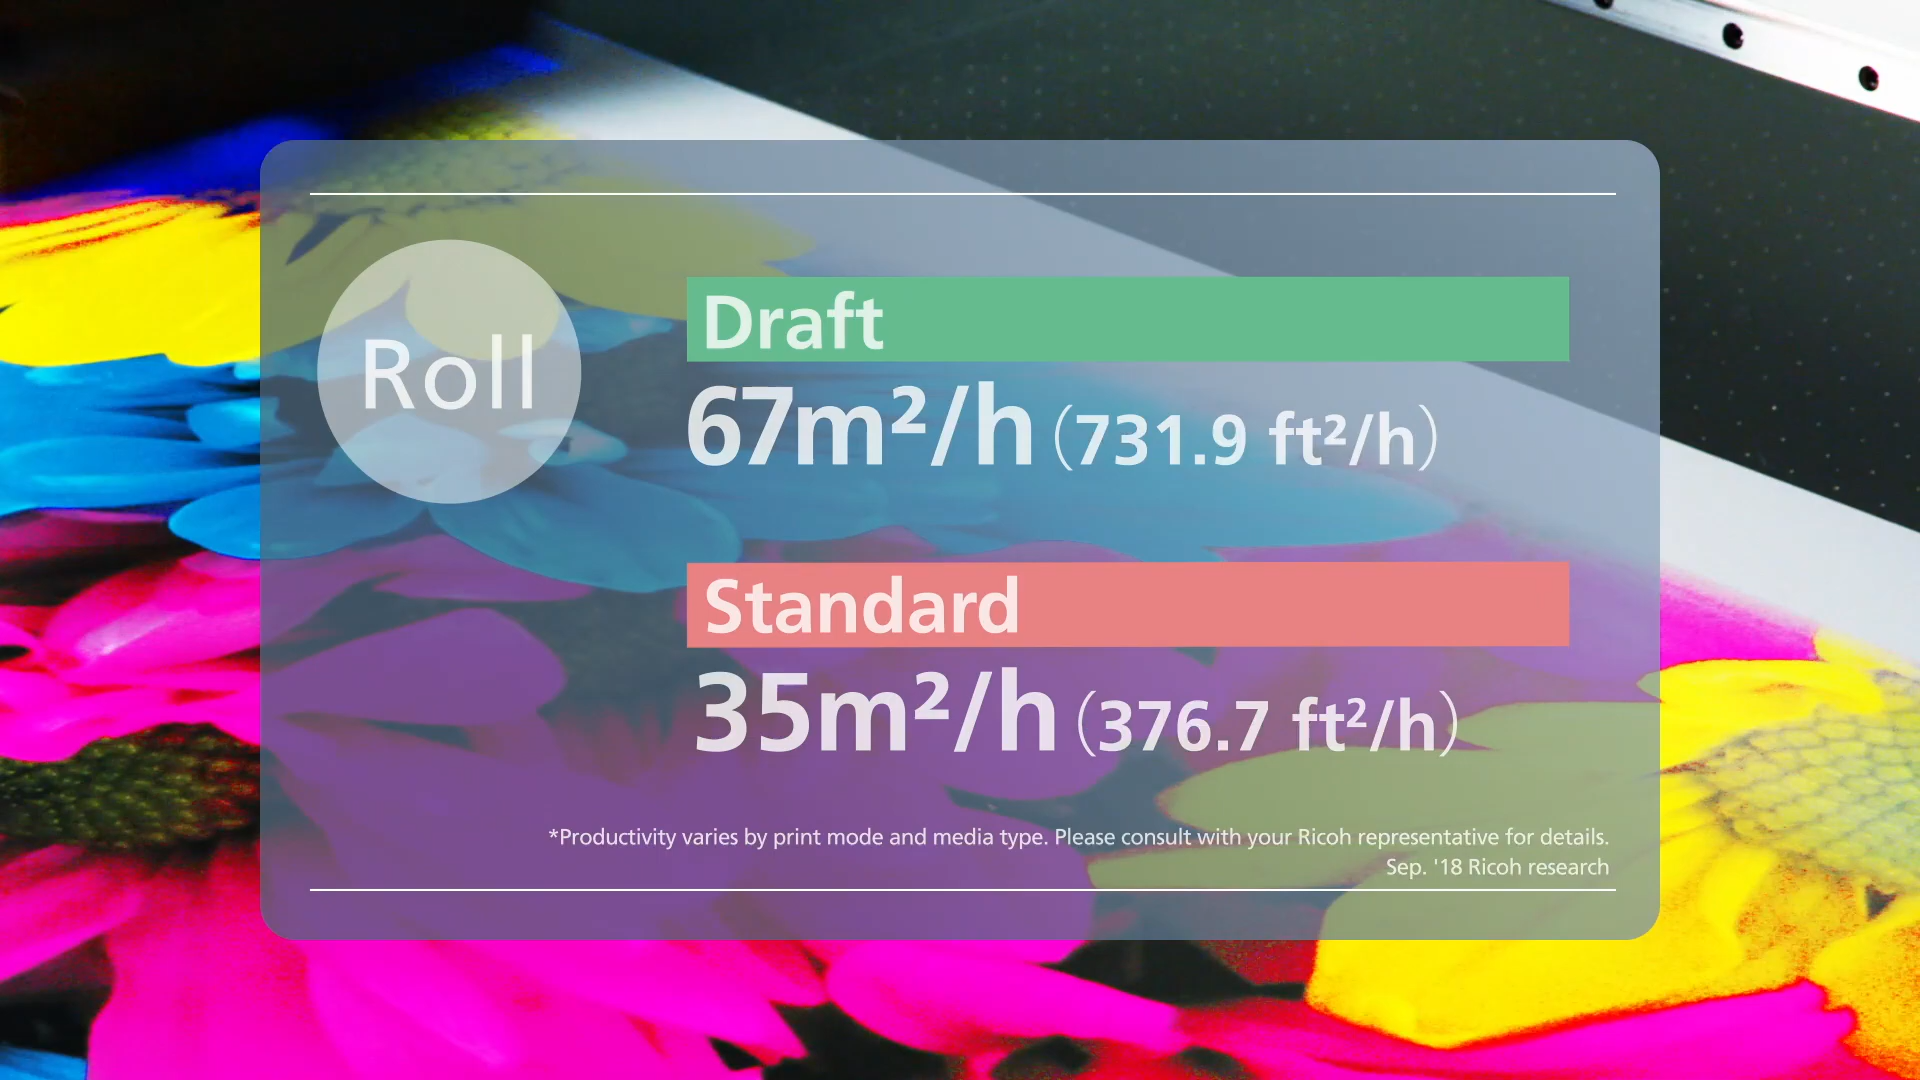 Roll
Draft
67m²/h (731.9 ft²/h)
Standard
35m²/h (376.7 ft²/h)
*Productivity varies by print mode and media type. Please consult with your Ricoh representative for details.
Sep. '18 Ricoh research